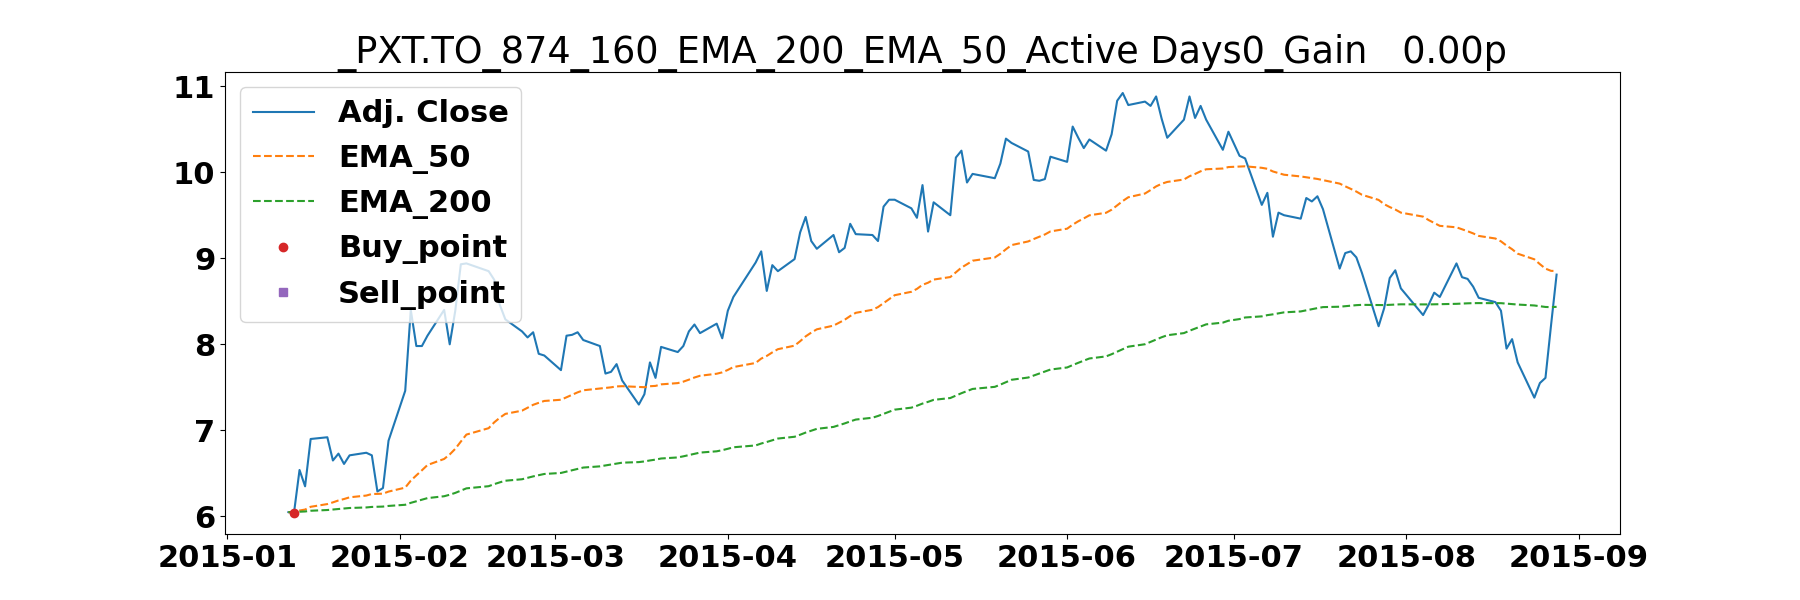 _PXT.TO_874_160_EMA_200_EMA_50_Active Days0_Gain   0.00p
11
10
9
8
7
6
Adj. Close
EMA_50
EMA_200
Buy_point
Sell_point
2015-01 2015-02 2015-03 2015-04 2015-05 2015-06 2015-07 2015-08 2015-09